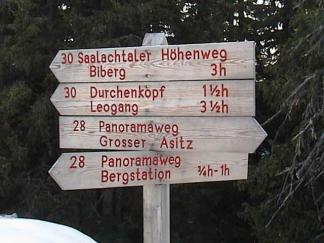 30 Saalachtaler Höhenweg
Biberg 3h
30 Durchenkopf 1½h
Leogang 3½h
28 Panoramaweg
Grosser Asitz
28 Panoramaweg
Bergstation ¾h-1h